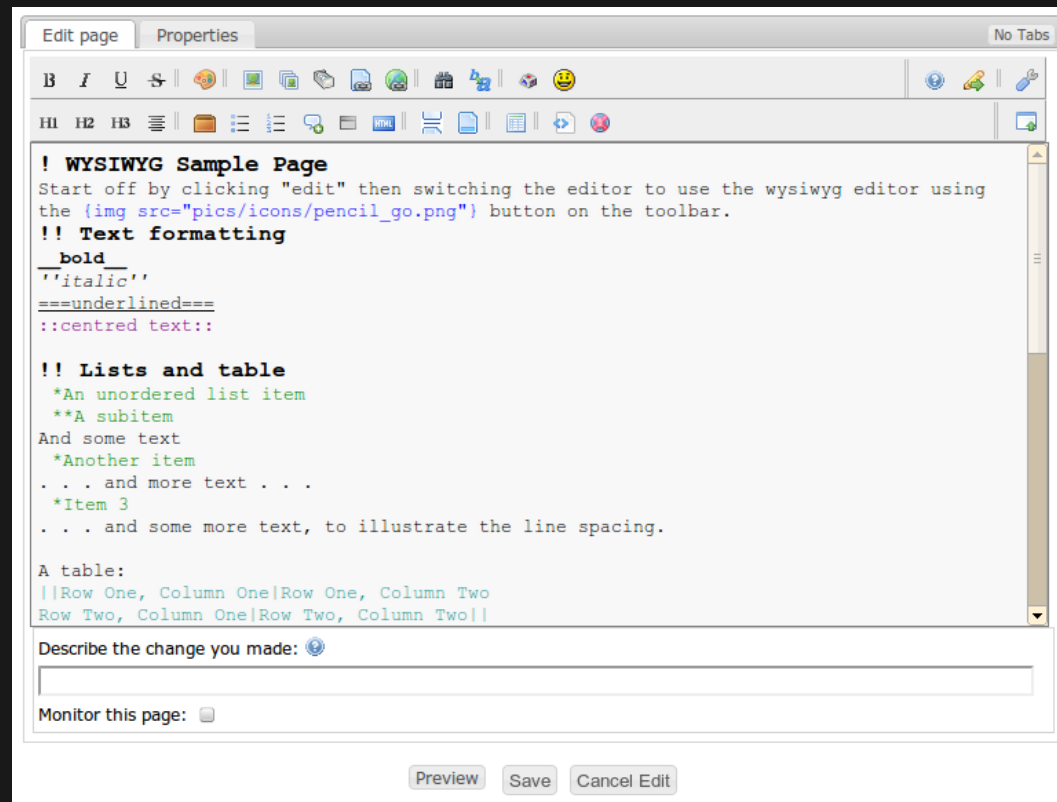 Edit page Properties No Tabs
B I U S
H1 H2 H3 HTML
! WYSIWYG Sample Page
Start off by clicking "edit" then switching the editor to use the wysiwyg editor using
the {img src="pics/icons/pencil_go.png"} button on the toolbar.
!! Text formatting
__bold__
''italic''
===underlined===
::centred text::
!! Lists and table
*An unordered list item
**A subitem
And some text
*Another item
. . . and more text . . .
*Item 3
. . . and some more text, to illustrate the line spacing.
A table:
||Row One, Column One|Row One, Column Two
Row Two, Column One|Row Two, Column Two||
Describe the change you made:
Monitor this page:
Preview Save Cancel Edit